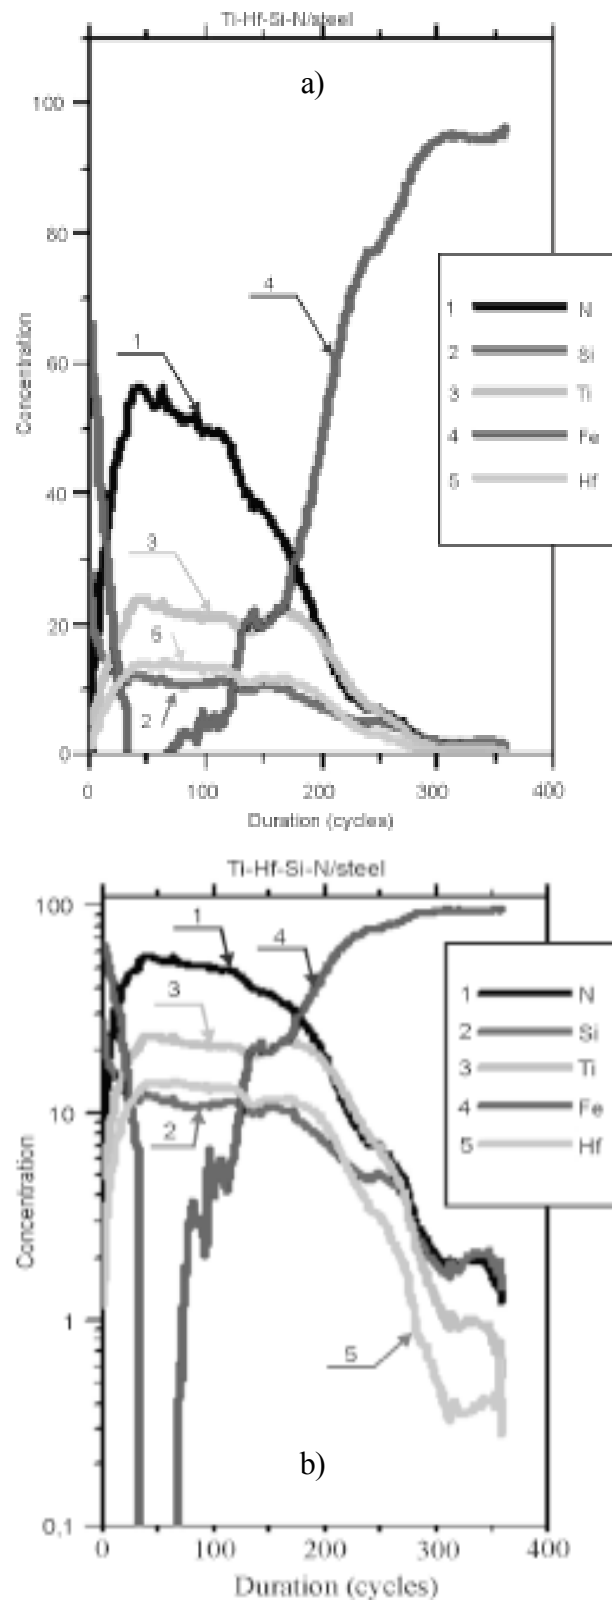 Ti-Hf-Si-N/steel
a)
100
80
60
40
20
0
Concentration
1
4
3
5
2
1 N
2 Si
3 Ti
4 Fe
5 Hf
0 100 200 300 400
Duration (cycles)
Ti-Hf-Si-N/steel
100
10
1
0,1
Concentration
1
4
3
2
5
1 N
2 Si
3 Ti
4 Fe
5 Hf
b)
0 100 200 300 400
Duration (cycles)